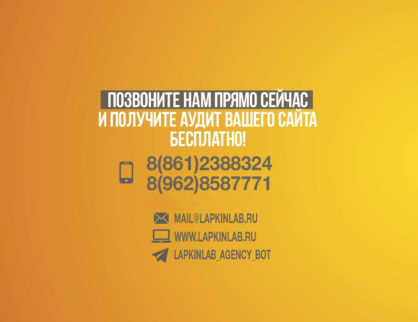 ПОЗВОНИТЕ НАМ ПРЯМО СЕЙЧАС
И ПОЛУЧИТЕ АУДИТ ВАШЕГО САЙТА
БЕСПЛАТНО!
8(861)2388324
8(962)8587771
MAIL@LAPKINLAB.RU
WWW.LAPKINLAB.RU
LAPKINLAB_AGENCY_BOT